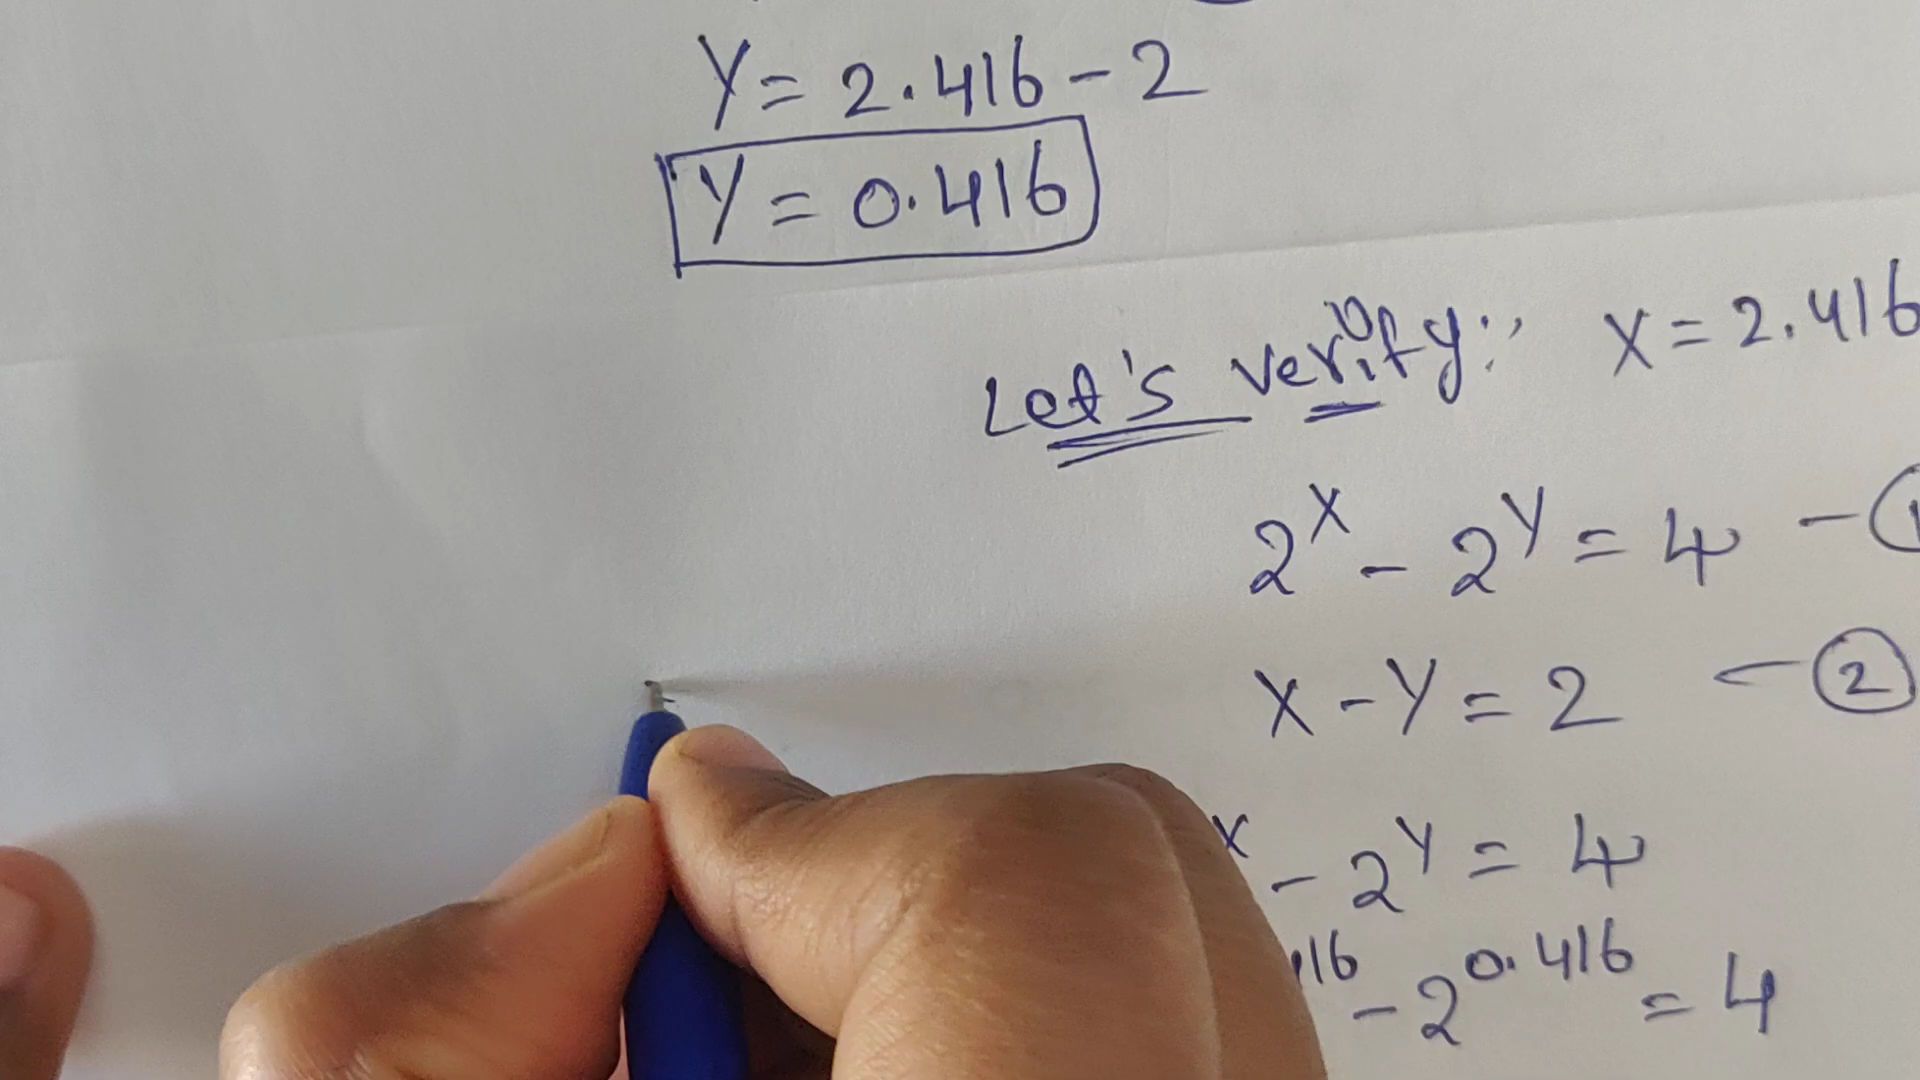 Y = 2.416 - 2
Y = 0.416
Let's verify: X = 2.416
2^X - 2^Y = 4 - 1
X - Y = 2 - 2
X - 2^Y = 4
16 - 2^0.416 = 4